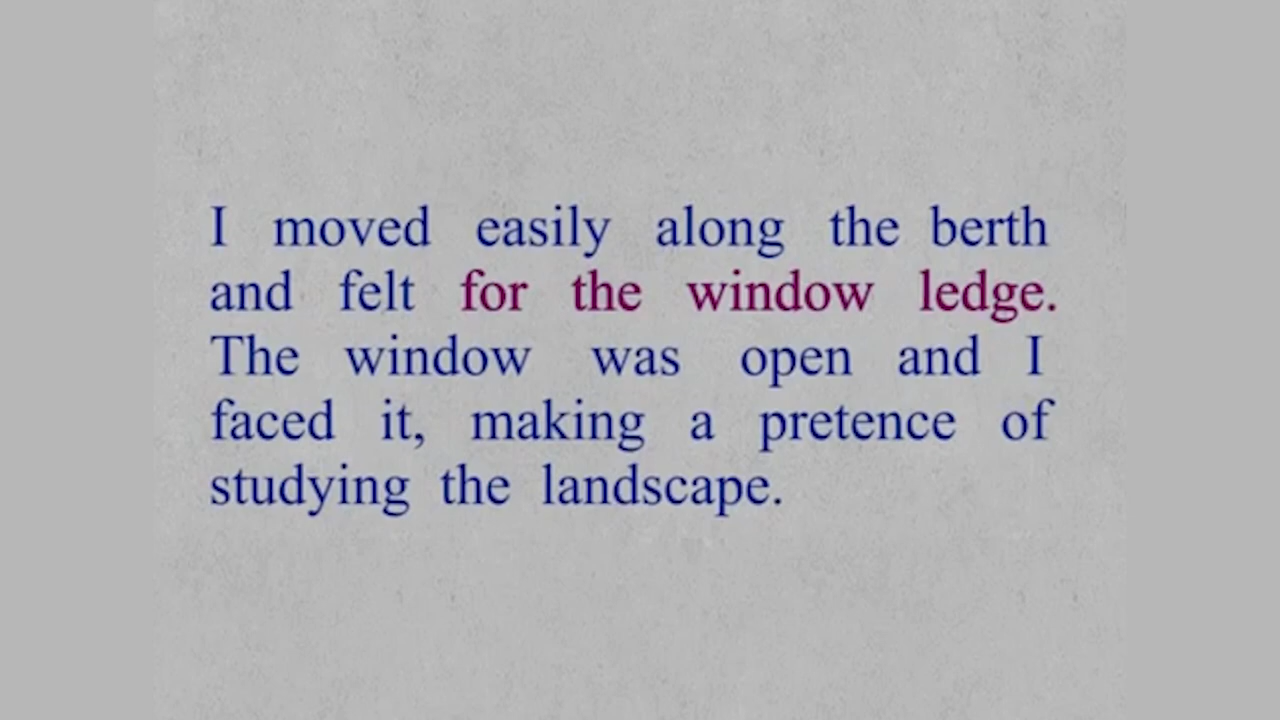 I moved easily along the berth
and felt for the window ledge.
The window was open and I
faced it, making a pretence of
studying the landscape.